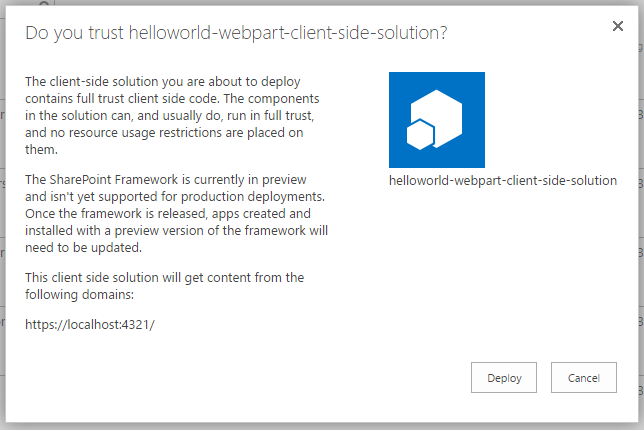 Do you trust helloworld-webpart-client-side-solution?
The client-side solution you are about to deploy
contains full trust client side code. The components
in the solution can, and usually do, run in full trust,
and no resource usage restrictions are placed on
them.
The SharePoint Framework is currently in preview
and isn't yet supported for production deployments.
Once the framework is released, apps created and
installed with a preview version of the framework will
need to be updated.
This client side solution will get content from the
following domains:
https://localhost:4321/
helloworld-webpart-client-side-solution
Deploy
Cancel